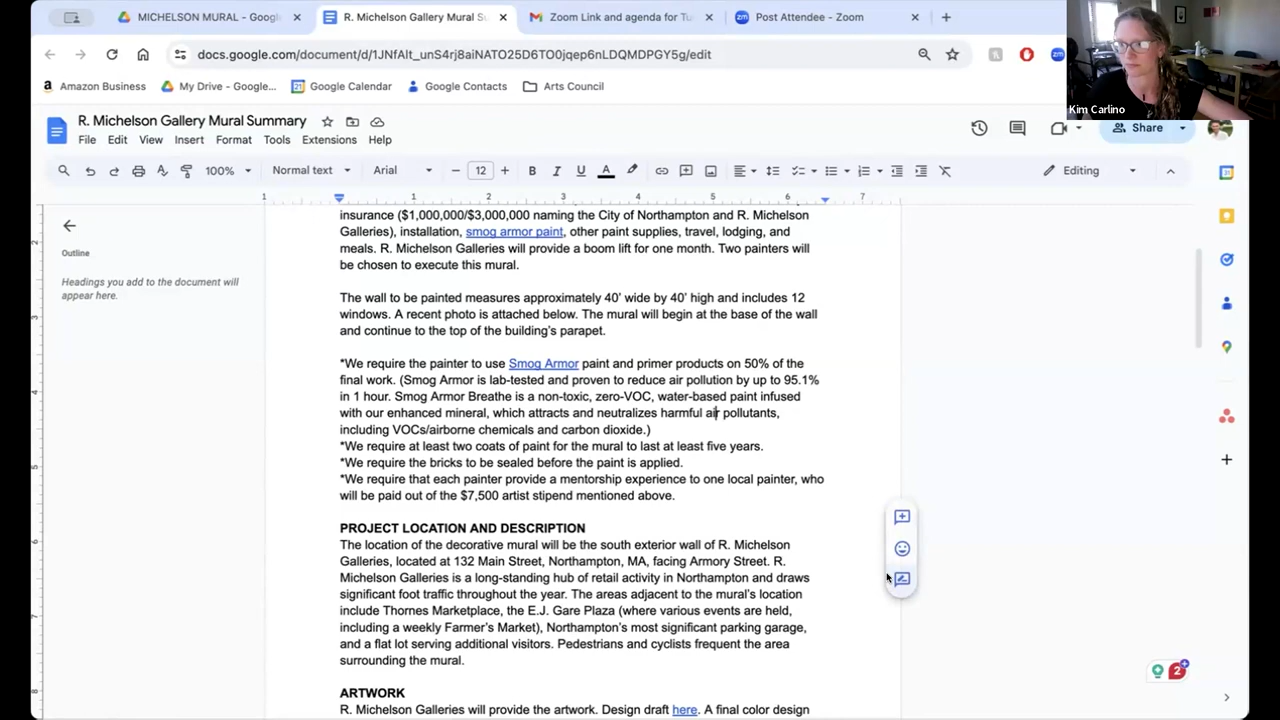 MICHELSON MURAL - Google
R. Michelson Gallery Mural Su
Zoom Link and agenda for Tu
Post Attendee - Zoom
docs.google.com/document/d/1JNfAlt_unS4rj8aiNATO25D6TO0jqep6nLDQMDPGY5g/edit
Amazon Business
My Drive - Google...
Google Calendar
Google Contacts
Arts Council
Kim Carlino
R. Michelson Gallery Mural Summary
File Edit View Insert Format Tools Extensions Help
Share
100% Normal text Arial 12 Editing
1 1 2 3 4 5 6 7
Outline
Headings you add to the document will
appear here.
insurance ($1,000,000/$3,000,000 naming the City of Northampton and R. Michelson
Galleries), installation, smog armor paint, other paint supplies, travel, lodging, and
meals. R. Michelson Galleries will provide a boom lift for one month. Two painters will
be chosen to execute this mural.
The wall to be painted measures approximately 40' wide by 40' high and includes 12
windows. A recent photo is attached below. The mural will begin at the base of the wall
and continue to the top of the building's parapet.
*We require the painter to use Smog Armor paint and primer products on 50% of the
final work. (Smog Armor is lab-tested and proven to reduce air pollution by up to 95.1%
in 1 hour. Smog Armor Breathe is a non-toxic, zero-VOC, water-based paint infused
with our enhanced mineral, which attracts and neutralizes harmful air pollutants,
including VOCs/airborne chemicals and carbon dioxide.)
*We require at least two coats of paint for the mural to last at least five years.
*We require the bricks to be sealed before the paint is applied.
*We require that each painter provide a mentorship experience to one local painter, who
will be paid out of the $7,500 artist stipend mentioned above.
PROJECT LOCATION AND DESCRIPTION
The location of the decorative mural will be the south exterior wall of R. Michelson
Galleries, located at 132 Main Street, Northampton, MA, facing Armory Street. R.
Michelson Galleries is a long-standing hub of retail activity in Northampton and draws
significant foot traffic throughout the year. The areas adjacent to the mural's location
include Thornes Marketplace, the E.J. Gare Plaza (where various events are held,
including a weekly Farmer's Market), Northampton's most significant parking garage,
and a flat lot serving additional visitors. Pedestrians and cyclists frequent the area
surrounding the mural.
ARTWORK
R. Michelson Galleries will provide the artwork. Design draft here. A final color design
2